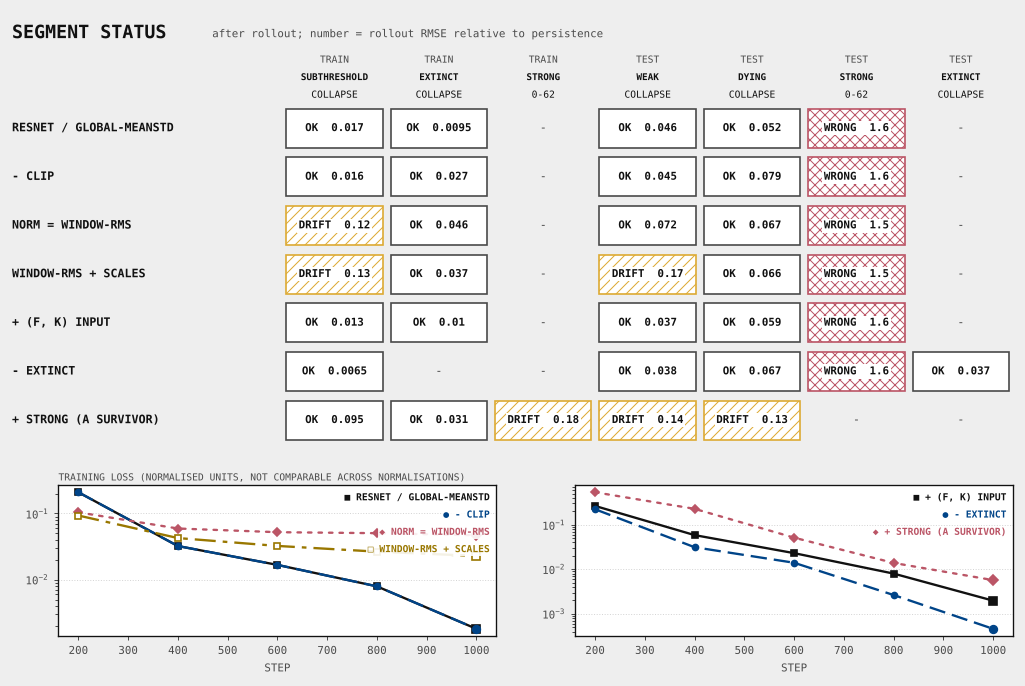 SEGMENT STATUS after rollout; number = rollout RMSE relative to persistence
TRAIN TRAIN TRAIN TEST TEST TEST TEST
SUBTHRESHOLD EXTINCT STRONG WEAK DYING STRONG EXTINCT
COLLAPSE COLLAPSE 0-62 COLLAPSE COLLAPSE 0-62 COLLAPSE
RESNET / GLOBAL-MEANSTD OK 0.017 OK 0.0095 - OK 0.046 OK 0.052 WRONG 1.6 -
- CLIP OK 0.016 OK 0.027 - OK 0.045 OK 0.079 WRONG 1.6 -
NORM = WINDOW-RMS DRIFT 0.12 OK 0.046 - OK 0.072 OK 0.067 WRONG 1.5 -
WINDOW-RMS + SCALES DRIFT 0.13 OK 0.037 - DRIFT 0.17 OK 0.066 WRONG 1.5 -
+ (F, K) INPUT OK 0.013 OK 0.01 - OK 0.037 OK 0.059 WRONG 1.6 -
- EXTINCT OK 0.0065 - - OK 0.038 OK 0.067 WRONG 1.6 OK 0.037
+ STRONG (A SURVIVOR) OK 0.095 OK 0.031 DRIFT 0.18 DRIFT 0.14 DRIFT 0.13 - -
TRAINING LOSS (NORMALISED UNITS, NOT COMPARABLE ACROSS NORMALISATIONS)
RESNET / GLOBAL-MEANSTD
- CLIP
NORM = WINDOW-RMS
WINDOW-RMS + SCALES
10⁻¹
10⁻²
200 300 400 500 600 700 800 900 1000
STEP
+ (F, K) INPUT
- EXTINCT
+ STRONG (A SURVIVOR)
10⁻¹
10⁻²
10⁻³
200 300 400 500 600 700 800 900 1000
STEP